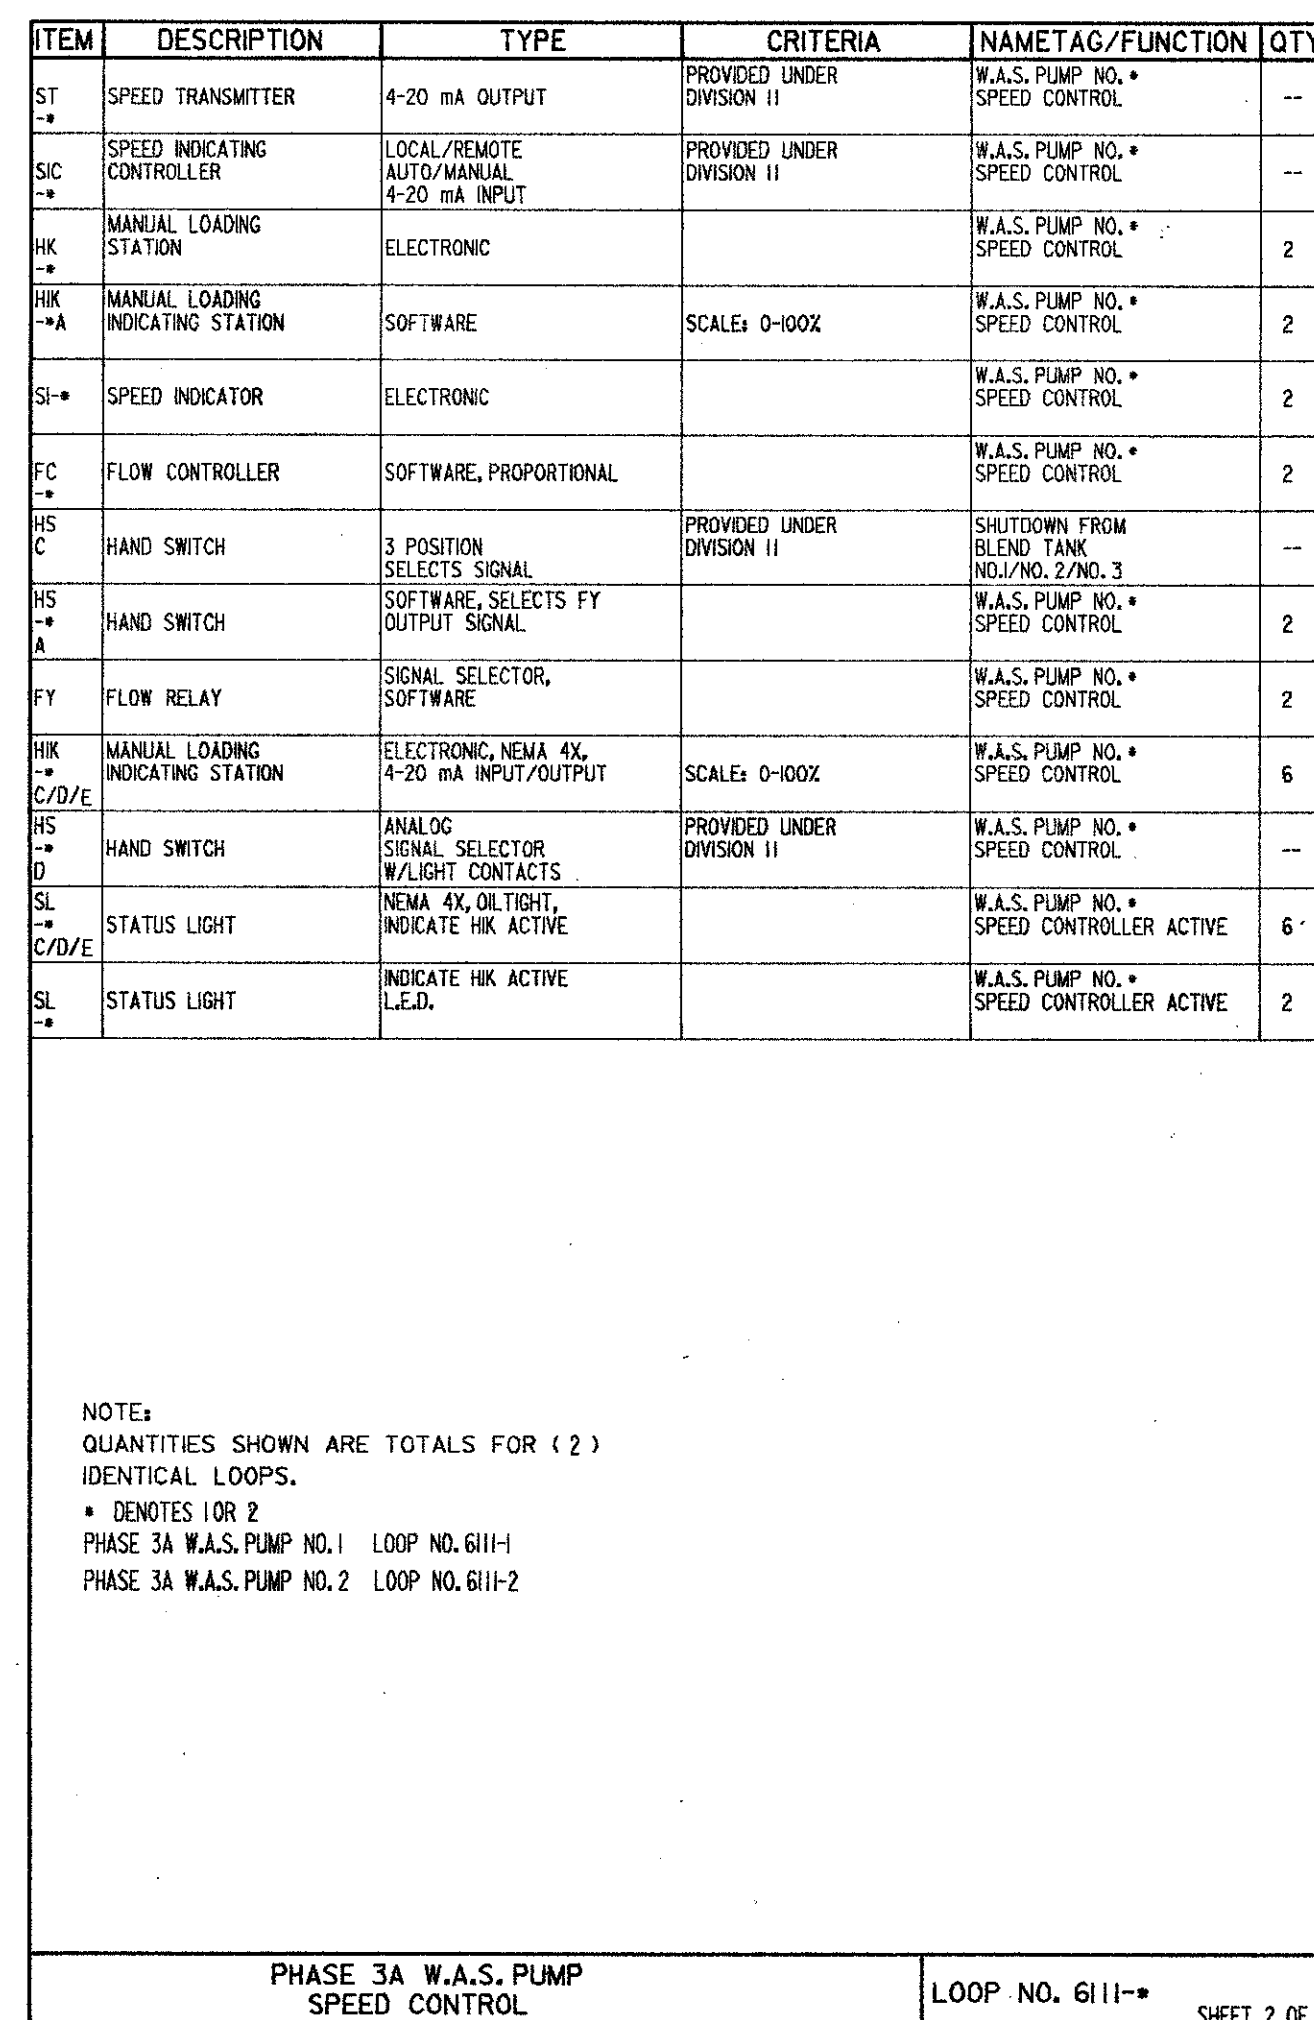 ITEM DESCRIPTION TYPE CRITERIA NAMETAG/FUNCTION QTY
ST -* SPEED TRANSMITTER 4-20 mA OUTPUT PROVIDED UNDER DIVISION 11 W.A.S. PUMP NO. * SPEED CONTROL --
SIC -* SPEED INDICATING CONTROLLER LOCAL/REMOTE AUTO/MANUAL 4-20 mA INPUT PROVIDED UNDER DIVISION 11 W.A.S. PUMP NO. * SPEED CONTROL --
HK -* MANUAL LOADING STATION ELECTRONIC W.A.S. PUMP NO. * SPEED CONTROL 2
HIK -*A MANUAL LOADING INDICATING STATION SOFTWARE SCALE: 0-100% W.A.S. PUMP NO. * SPEED CONTROL 2
SI-* SPEED INDICATOR ELECTRONIC W.A.S. PUMP NO. * SPEED CONTROL 2
FC -* FLOW CONTROLLER SOFTWARE, PROPORTIONAL W.A.S. PUMP NO. * SPEED CONTROL 2
HS C HAND SWITCH 3 POSITION SELECTS SIGNAL PROVIDED UNDER DIVISION 11 SHUTDOWN FROM BLEND TANK NO.1/NO. 2/NO. 3 --
HS -* A HAND SWITCH SOFTWARE, SELECTS FY OUTPUT SIGNAL W.A.S. PUMP NO. * SPEED CONTROL 2
FY FLOW RELAY SIGNAL SELECTOR, SOFTWARE W.A.S. PUMP NO. * SPEED CONTROL 2
HIK -* C/D/E MANUAL LOADING INDICATING STATION ELECTRONIC, NEMA 4X, 4-20 mA INPUT/OUTPUT SCALE: 0-100% W.A.S. PUMP NO. * SPEED CONTROL 6
HS -* D HAND SWITCH ANALOG SIGNAL SELECTOR W/LIGHT CONTACTS PROVIDED UNDER DIVISION 11 W.A.S. PUMP NO. * SPEED CONTROL --
SL -* C/D/E STATUS LIGHT NEMA 4X, OILTIGHT, INDICATE HIK ACTIVE W.A.S. PUMP NO. * SPEED CONTROLLER ACTIVE 6
SL -* STATUS LIGHT INDICATE HIK ACTIVE L.E.D. W.A.S. PUMP NO. * SPEED CONTROLLER ACTIVE 2
NOTE:
QUANTITIES SHOWN ARE TOTALS FOR ( 2 )
IDENTICAL LOOPS.
* DENOTES 1 OR 2
PHASE 3A W.A.S. PUMP NO. 1 LOOP NO. 6111-1
PHASE 3A W.A.S. PUMP NO. 2 LOOP NO. 6111-2
PHASE 3A W.A.S. PUMP
SPEED CONTROL
LOOP NO. 6111-*
SHEET 2 OF